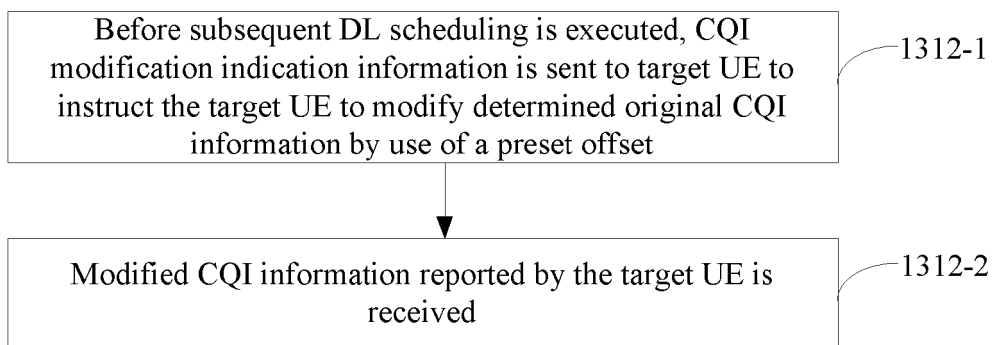 Before subsequent DL scheduling is executed, CQI
modification indication information is sent to target UE to
instruct the target UE to modify determined original CQI
information by use of a preset offset
1312-1
Modified CQI information reported by the target UE is
received
1312-2